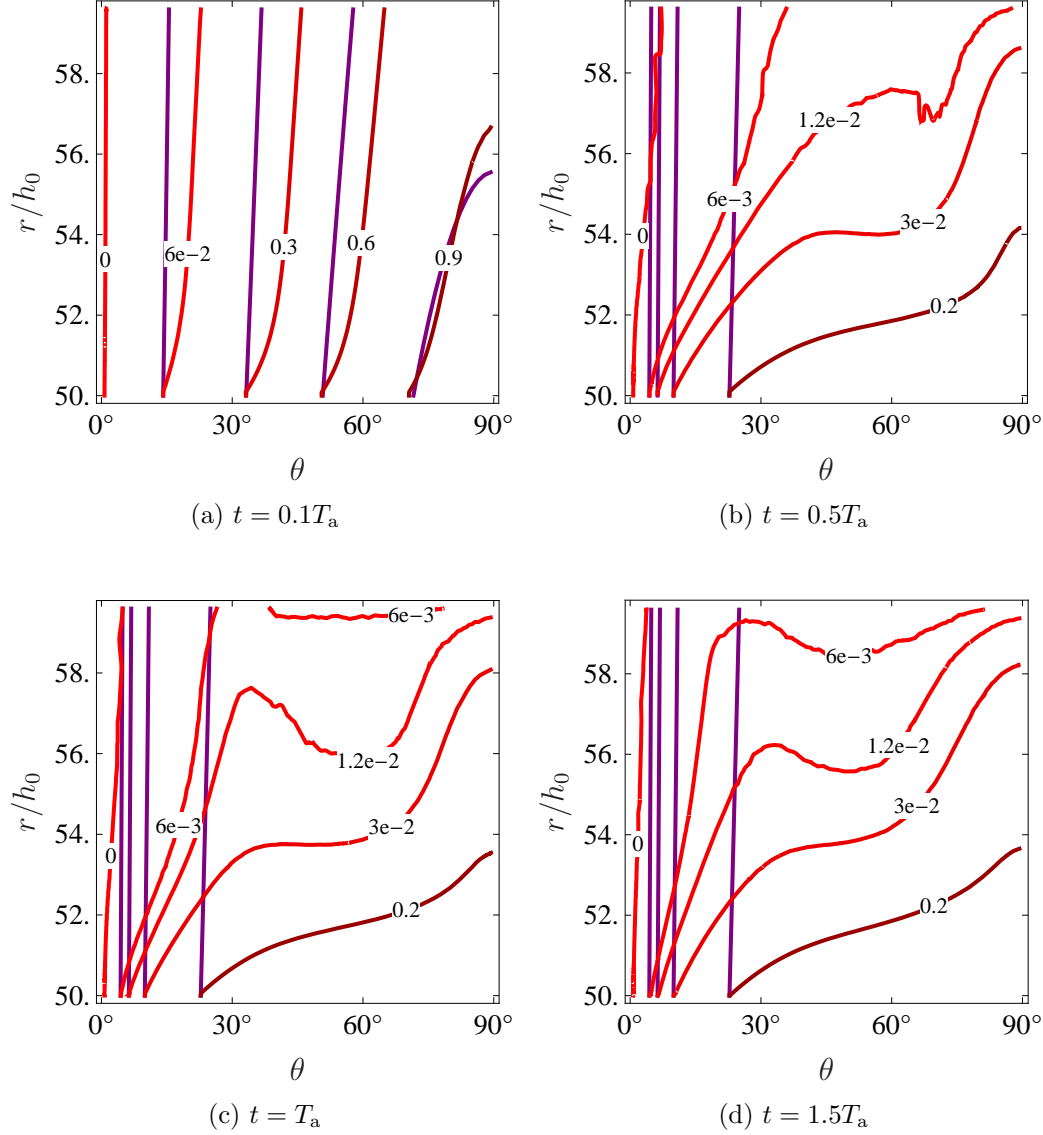 58.
56.
54.
52.
50.
r/h₀
0
6e−2
0.3
0.6
0.9
0° 30° 60° 90°
θ
(a) t = 0.1Tₐ
58.
56.
54.
52.
50.
r/h₀
0
6e−3
1.2e−2
3e−2
0.2
0° 30° 60° 90°
θ
(b) t = 0.5Tₐ
58.
56.
54.
52.
50.
r/h₀
0
6e−3
6e−3
1.2e−2
3e−2
0.2
0° 30° 60° 90°
θ
(c) t = Tₐ
58.
56.
54.
52.
50.
r/h₀
0
6e−3
1.2e−2
3e−2
0.2
0° 30° 60° 90°
θ
(d) t = 1.5Tₐ